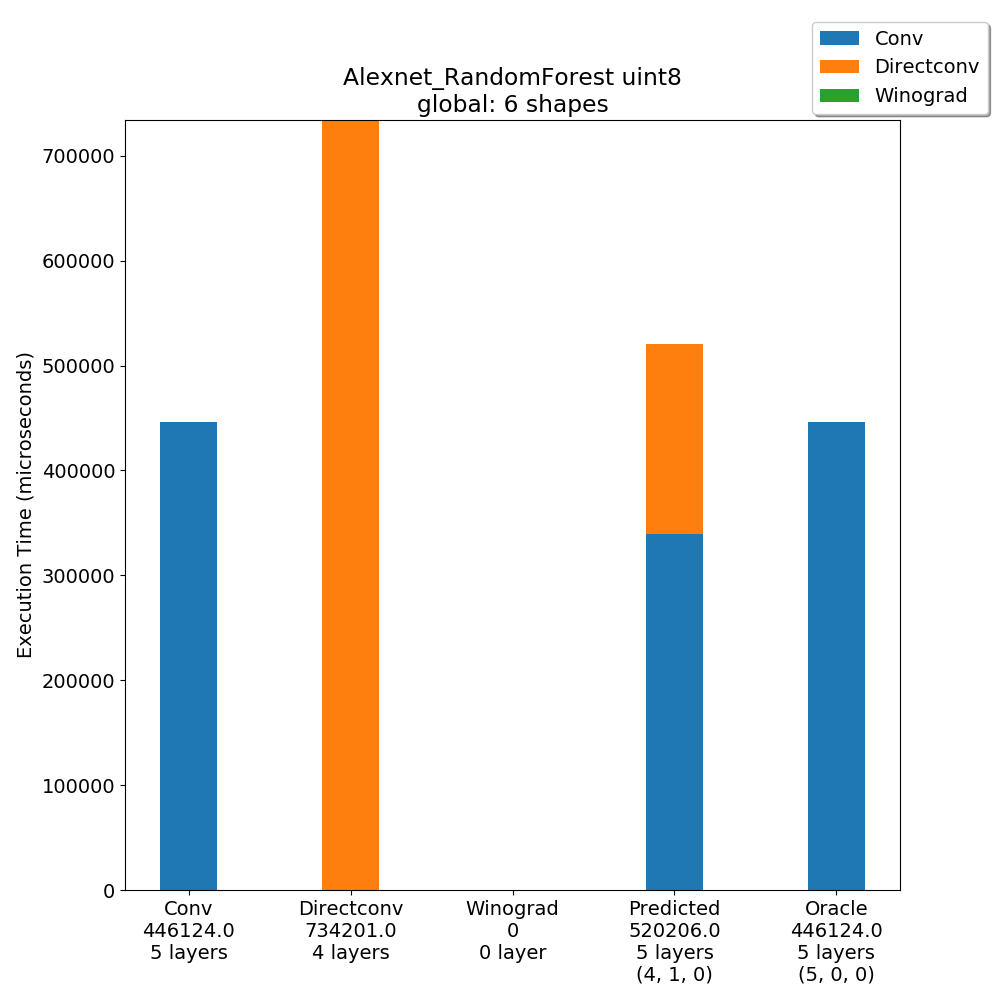 Conv
Directconv
Winograd
Alexnet_RandomForest uint8
global: 6 shapes
Execution Time (microseconds)
700000
600000
500000
400000
300000
200000
100000
0
Conv
446124.0
5 layers
Directconv
734201.0
4 layers
Winograd
0
0 layer
Predicted
520206.0
5 layers
(4, 1, 0)
Oracle
446124.0
5 layers
(5, 0, 0)